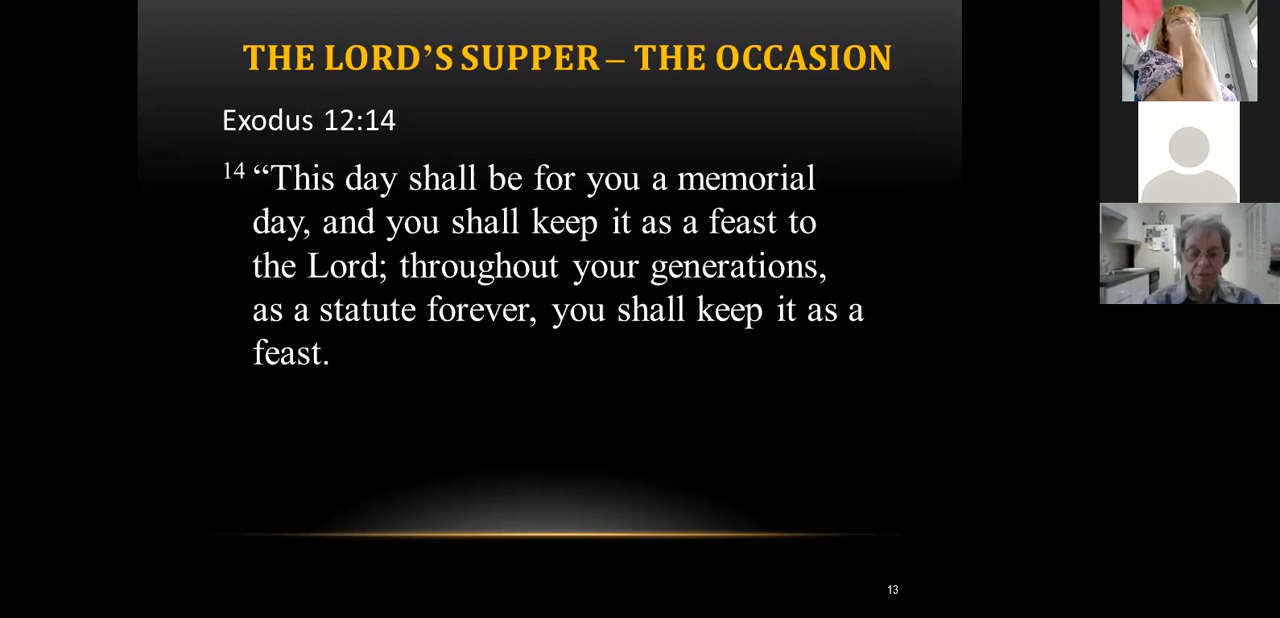 THE LORD’S SUPPER – THE OCCASION
Exodus 12:14
14 “This day shall be for you a memorial
day, and you shall keep it as a feast to
the Lord; throughout your generations,
as a statute forever, you shall keep it as a
feast.
13